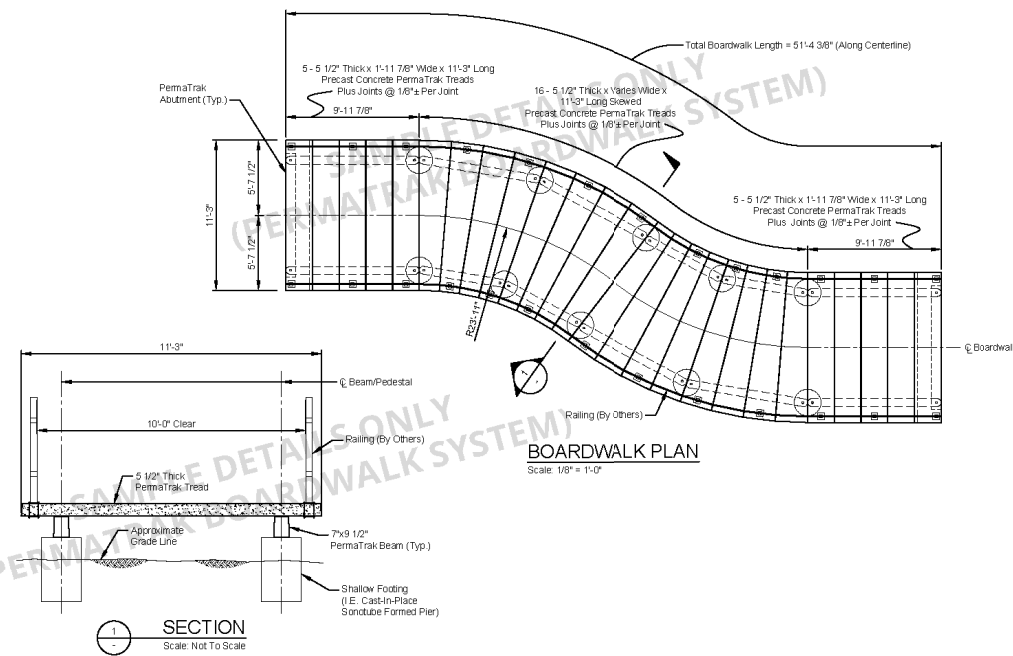 Total Boardwalk Length = 51'-4 3/8" (Along Centerline)
5 - 5 1/2" Thick x 1'-11 7/8" Wide x 11'-3" Long
Precast Concrete PermaTrak Treads
Plus Joints @ 1/8"± Per Joint
9'-11 7/8"
PermaTrak
Abutment (Typ.)
16 - 5 1/2" Thick x Varies Wide x
11'-3" Long Skewed
Precast Concrete PermaTrak Treads
Plus Joints @ 1/8"± Per Joint
SAMPLE DETAILS ONLY
(PERMATRAK BOARDWALK SYSTEM)
5 - 5 1/2" Thick x 1'-11 7/8" Wide x 11'-3" Long
Precast Concrete PermaTrak Treads
Plus Joints @ 1/8"± Per Joint
9'-11 7/8"
11'-3"
5'-7 1/2"
5'-7 1/2"
R23'-11"
℄ Boardwal
1
-
Railing (By Others)
BOARDWALK PLAN
Scale: 1/8" = 1'-0"
11'-3"
℄ Beam/Pedestal
10'-0" Clear
Railing (By Others)
5 1/2" Thick
PermaTrak Tread
SAMPLE DETAILS ONLY
PERMATRAK BOARDWALK SYSTEM)
Approximate
Grade Line
7"x9 1/2"
PermaTrak Beam (Typ.)
Shallow Footing
(I.E. Cast-In-Place
Sonotube Formed Pier)
1
-
SECTION
Scale: Not To Scale